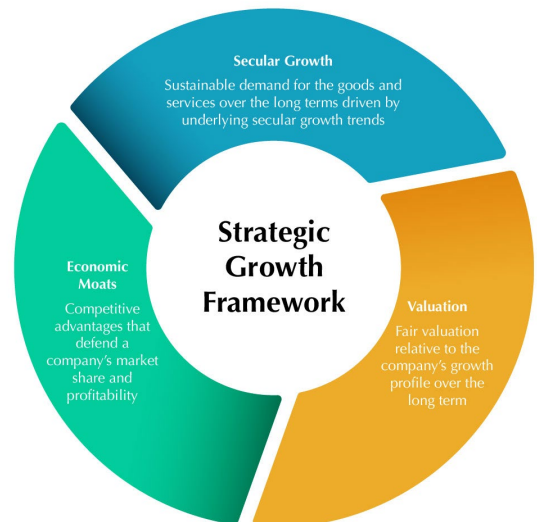 Secular Growth
Sustainable demand for the goods and
services over the long terms driven by
underlying secular growth trends
Strategic
Growth
Framework
Economic
Moats
Competitive
advantages that
defend a
company's market
share and
profitability
Valuation
Fair valuation
relative to the
company's growth
profile over the
long term